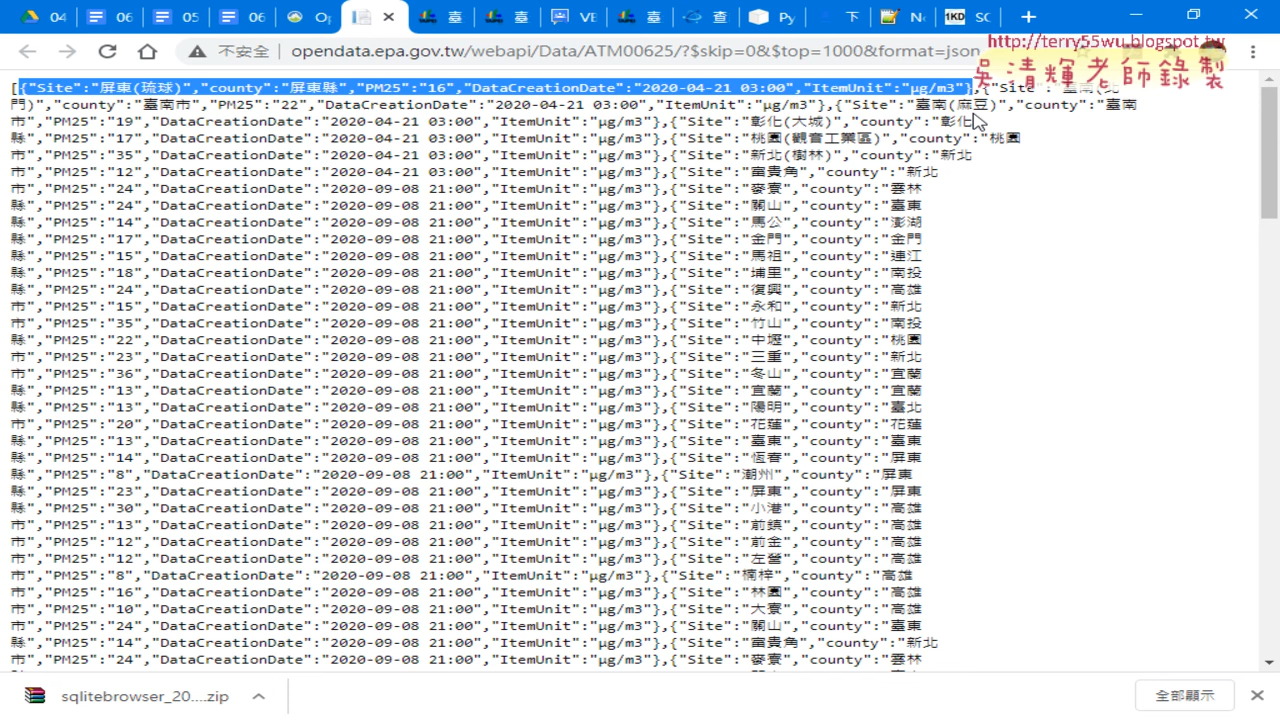 04
06
05
06
Op
臺
臺
VE
臺
查
Py
下
No
1KD SC
不安全 opendata.epa.gov.tw/webapi/Data/ATM00625/?$skip=0&$top=1000&format=json
http://terry55wu.blogspot.tw
吳清輝老師錄製
[{"Site":"屏東(琉球)","county":"屏東縣","PM25":"16","DataCreationDate":"2020-04-21 03:00","ItemUnit":"μg/m3"},{"Site":"臺南(北
門)","county":"臺南市","PM25":"22","DataCreationDate":"2020-04-21 03:00","ItemUnit":"μg/m3"},{"Site":"臺南(麻豆)","county":"臺南
市","PM25":"19","DataCreationDate":"2020-04-21 03:00","ItemUnit":"μg/m3"},{"Site":"彰化(大城)","county":"彰化
縣","PM25":"17","DataCreationDate":"2020-04-21 03:00","ItemUnit":"μg/m3"},{"Site":"桃園(觀音工業區)","county":"桃園
市","PM25":"35","DataCreationDate":"2020-04-21 03:00","ItemUnit":"μg/m3"},{"Site":"新北(樹林)","county":"新北
市","PM25":"12","DataCreationDate":"2020-04-21 03:00","ItemUnit":"μg/m3"},{"Site":"富貴角","county":"新北
市","PM25":"24","DataCreationDate":"2020-09-08 21:00","ItemUnit":"μg/m3"},{"Site":"麥寮","county":"雲林
縣","PM25":"24","DataCreationDate":"2020-09-08 21:00","ItemUnit":"μg/m3"},{"Site":"關山","county":"臺東
縣","PM25":"14","DataCreationDate":"2020-09-08 21:00","ItemUnit":"μg/m3"},{"Site":"馬公","county":"澎湖
縣","PM25":"17","DataCreationDate":"2020-09-08 21:00","ItemUnit":"μg/m3"},{"Site":"金門","county":"金門
縣","PM25":"15","DataCreationDate":"2020-09-08 21:00","ItemUnit":"μg/m3"},{"Site":"馬祖","county":"連江
縣","PM25":"18","DataCreationDate":"2020-09-08 21:00","ItemUnit":"μg/m3"},{"Site":"埔里","county":"南投
縣","PM25":"24","DataCreationDate":"2020-09-08 21:00","ItemUnit":"μg/m3"},{"Site":"復興","county":"高雄
市","PM25":"15","DataCreationDate":"2020-09-08 21:00","ItemUnit":"μg/m3"},{"Site":"永和","county":"新北
市","PM25":"35","DataCreationDate":"2020-09-08 21:00","ItemUnit":"μg/m3"},{"Site":"竹山","county":"南投
縣","PM25":"22","DataCreationDate":"2020-09-08 21:00","ItemUnit":"μg/m3"},{"Site":"中壢","county":"桃園
市","PM25":"23","DataCreationDate":"2020-09-08 21:00","ItemUnit":"μg/m3"},{"Site":"三重","county":"新北
市","PM25":"36","DataCreationDate":"2020-09-08 21:00","ItemUnit":"μg/m3"},{"Site":"冬山","county":"宜蘭
縣","PM25":"13","DataCreationDate":"2020-09-08 21:00","ItemUnit":"μg/m3"},{"Site":"宜蘭","county":"宜蘭
縣","PM25":"13","DataCreationDate":"2020-09-08 21:00","ItemUnit":"μg/m3"},{"Site":"陽明","county":"臺北
市","PM25":"20","DataCreationDate":"2020-09-08 21:00","ItemUnit":"μg/m3"},{"Site":"花蓮","county":"花蓮
縣","PM25":"13","DataCreationDate":"2020-09-08 21:00","ItemUnit":"μg/m3"},{"Site":"臺東","county":"臺東
縣","PM25":"14","DataCreationDate":"2020-09-08 21:00","ItemUnit":"μg/m3"},{"Site":"恆春","county":"屏東
縣","PM25":"8","DataCreationDate":"2020-09-08 21:00","ItemUnit":"μg/m3"},{"Site":"潮州","county":"屏東
縣","PM25":"23","DataCreationDate":"2020-09-08 21:00","ItemUnit":"μg/m3"},{"Site":"屏東","county":"屏東
縣","PM25":"30","DataCreationDate":"2020-09-08 21:00","ItemUnit":"μg/m3"},{"Site":"小港","county":"高雄
市","PM25":"13","DataCreationDate":"2020-09-08 21:00","ItemUnit":"μg/m3"},{"Site":"前鎮","county":"高雄
市","PM25":"12","DataCreationDate":"2020-09-08 21:00","ItemUnit":"μg/m3"},{"Site":"前金","county":"高雄
市","PM25":"12","DataCreationDate":"2020-09-08 21:00","ItemUnit":"μg/m3"},{"Site":"左營","county":"高雄
市","PM25":"8","DataCreationDate":"2020-09-08 21:00","ItemUnit":"μg/m3"},{"Site":"楠梓","county":"高雄
市","PM25":"16","DataCreationDate":"2020-09-08 21:00","ItemUnit":"μg/m3"},{"Site":"林園","county":"高雄
市","PM25":"10","DataCreationDate":"2020-09-08 21:00","ItemUnit":"μg/m3"},{"Site":"大寮","county":"高雄
市","PM25":"24","DataCreationDate":"2020-09-08 21:00","ItemUnit":"μg/m3"},{"Site":"關山","county":"臺東
縣","PM25":"14","DataCreationDate":"2020-09-08 21:00","ItemUnit":"μg/m3"},{"Site":"富貴角","county":"新北
市","PM25":"24","DataCreationDate":"2020-09-08 21:00","ItemUnit":"μg/m3"},{"Site":"麥寮","county":"雲林
sqlitebrowser_20....zip
全部顯示